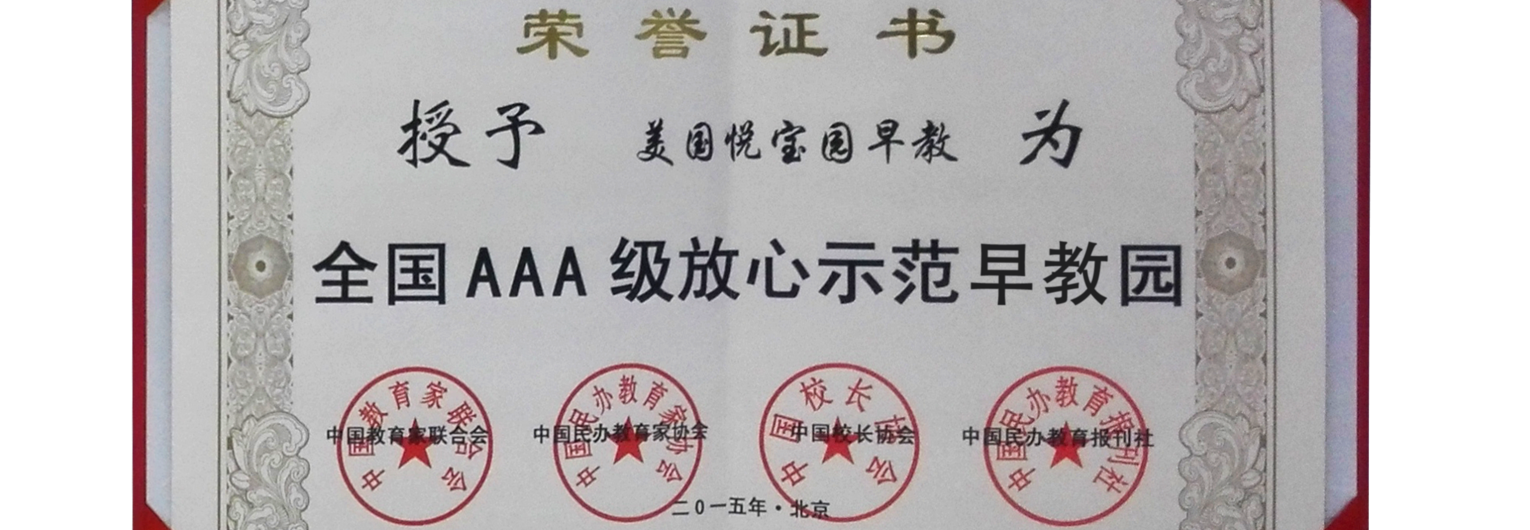 荣誉证书
授予 美国悦宝园早教 为
全国AAA级放心示范早教园
中国教育家联合会 中国民办教育家协会 中国校长协会 中国民办教育报刊社
中国教育家联合会 中国民办教育家协会 中国校长协会 中国民办教育报刊社
二0一五年·北京